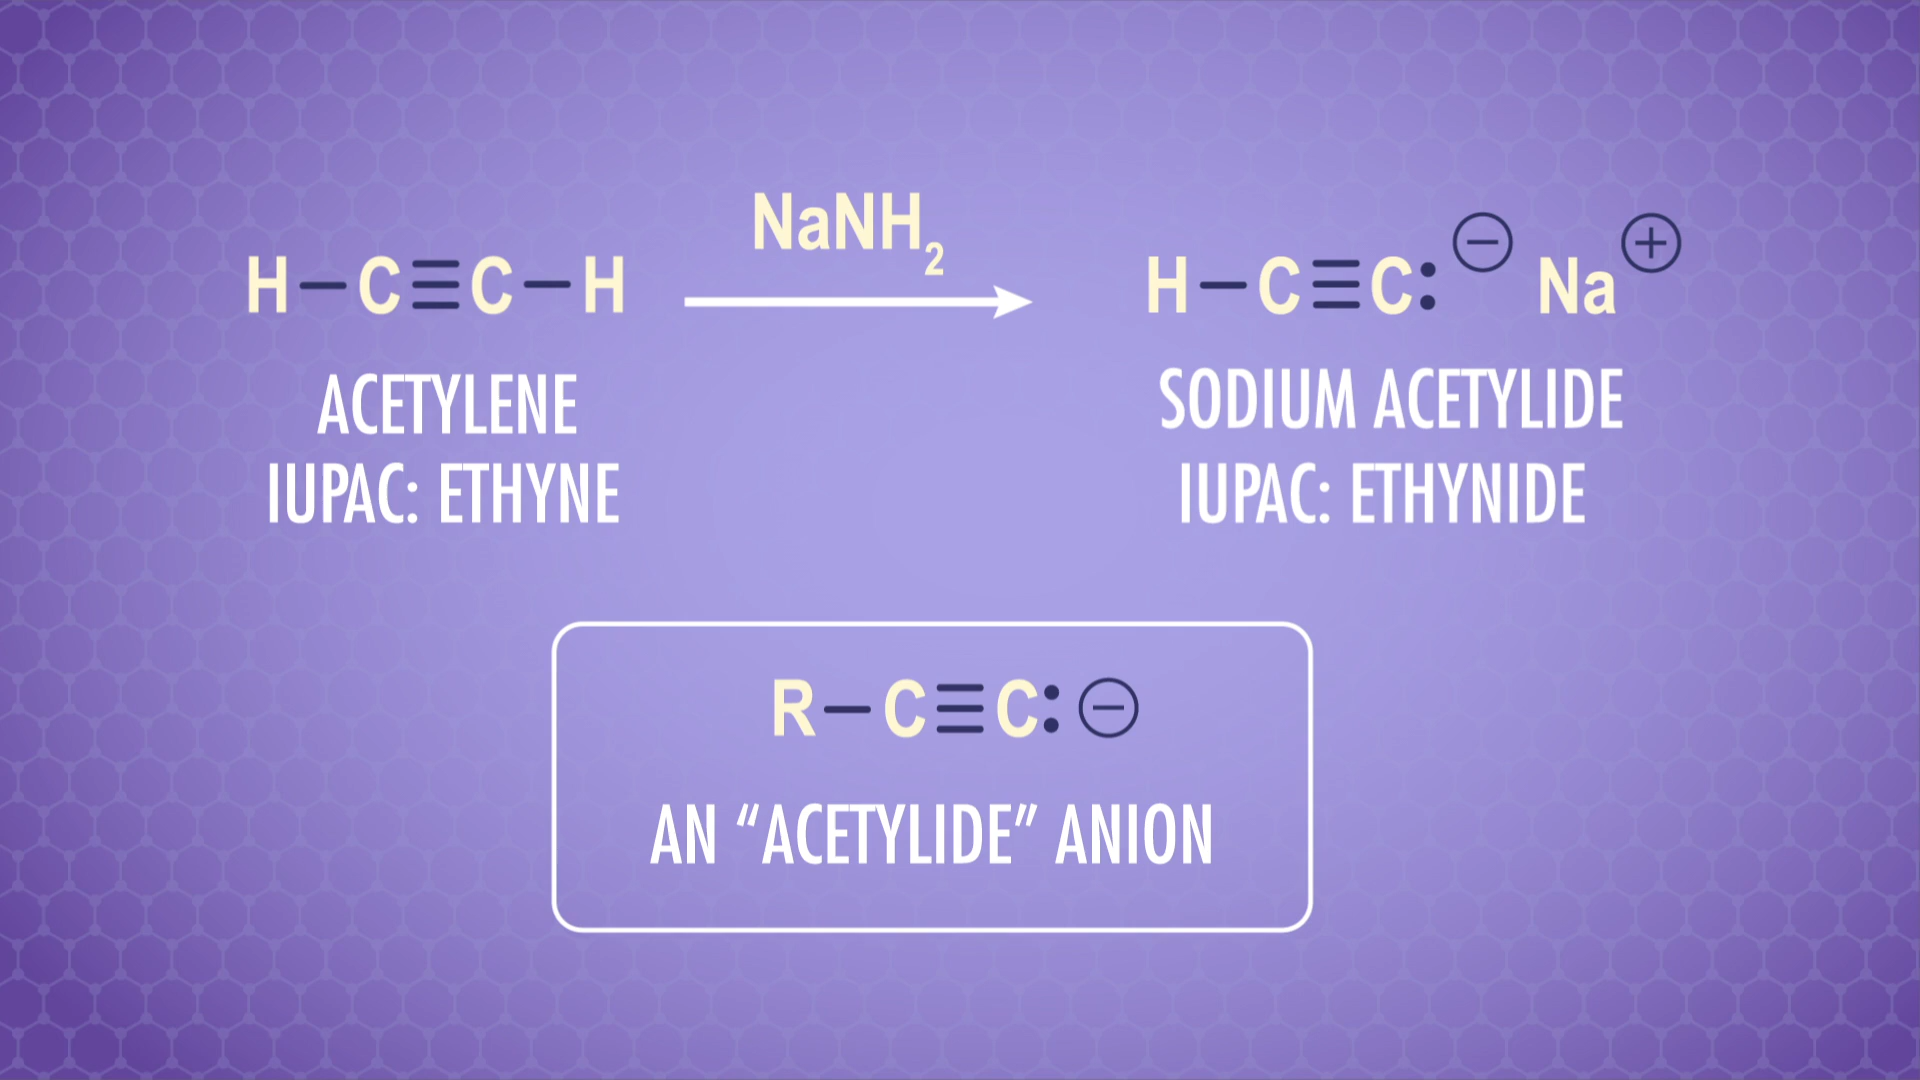 NaNH₂
H–C≡C–H
H–C≡C:⊖ Na⊕
ACETYLENE
IUPAC: ETHYNE
SODIUM ACETYLIDE
IUPAC: ETHYNIDE
R–C≡C:⊖
AN “ACETYLIDE” ANION